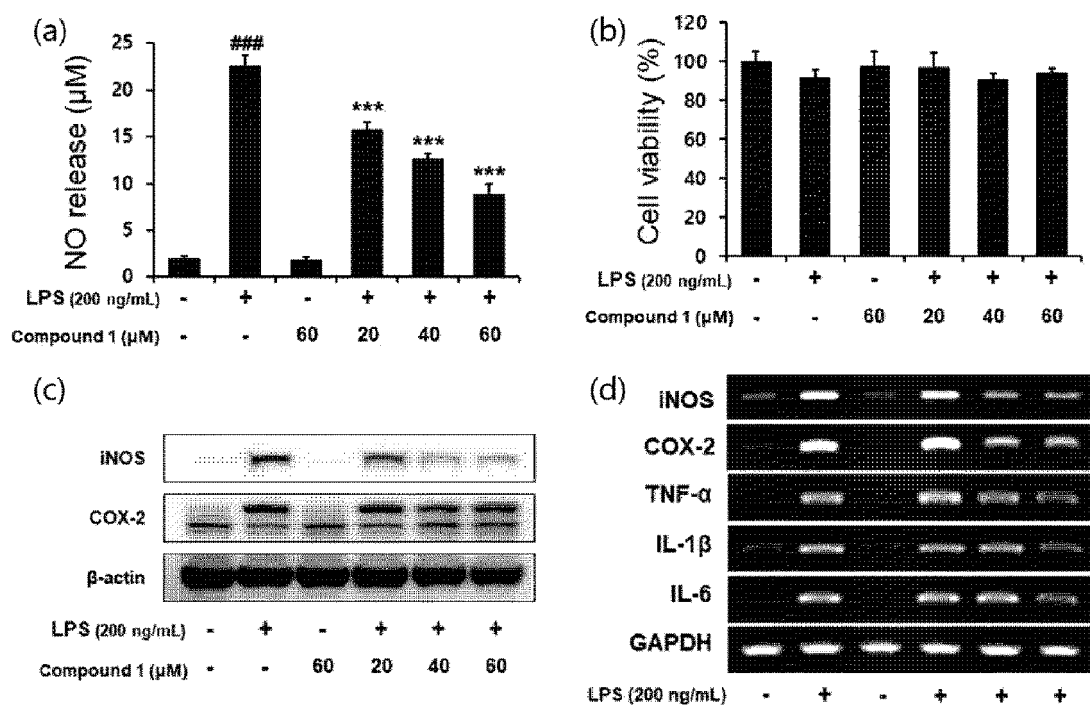 (a)
NO release (µM)
25
20
15
10
5
0
###
***
***
***
LPS (200 ng/mL) - + - + + +
Compound 1 (µM) - - 60 20 40 60
(b)
Cell viability (%)
120
100
80
60
40
20
0
LPS (200 ng/mL) - + - + + +
Compound 1 (µM) - - 60 20 40 60
(c)
iNOS
COX-2
β-actin
LPS (200 ng/mL) - + - + + +
Compound 1 (µM) - - 60 20 40 60
(d)
iNOS
COX-2
TNF-α
IL-1β
IL-6
GAPDH
LPS (200 ng/mL) - + - + + +